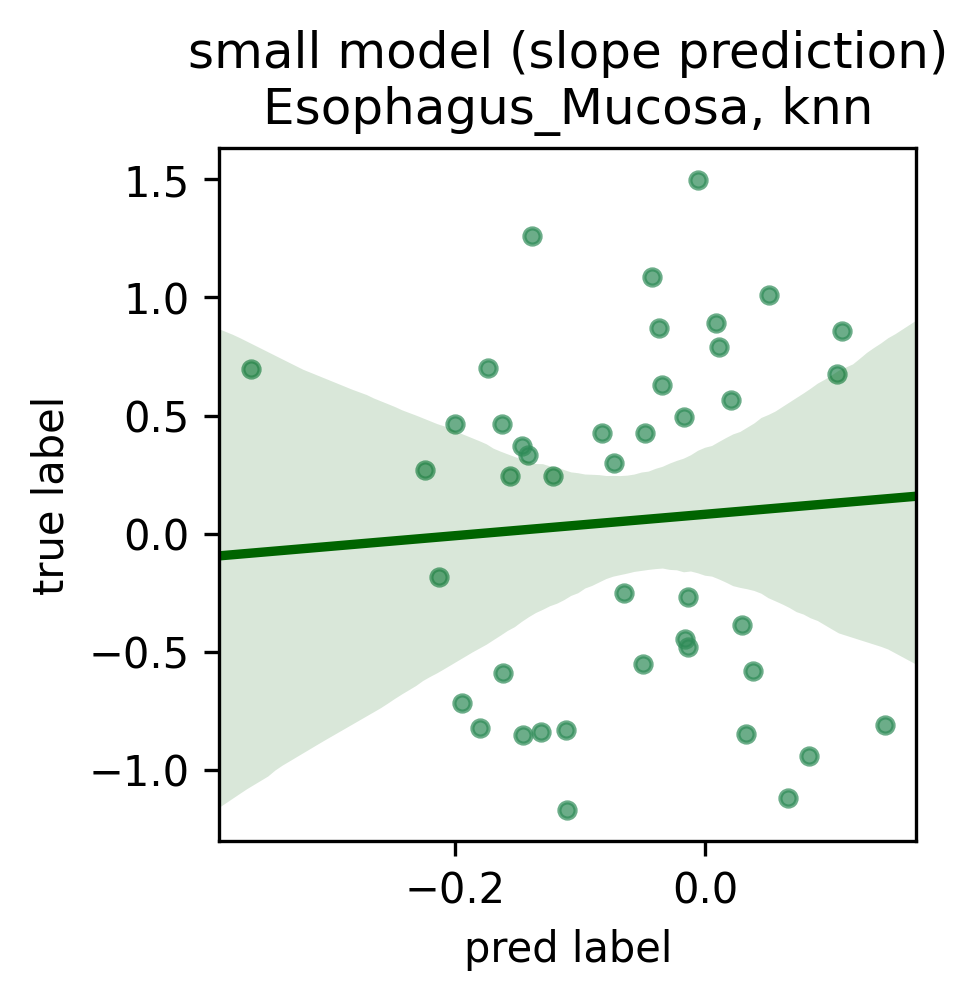 small model (slope prediction)
Esophagus_Mucosa, knn
1.5
1.0
0.5
0.0
−0.5
−1.0
true label
−0.2
0.0
pred label